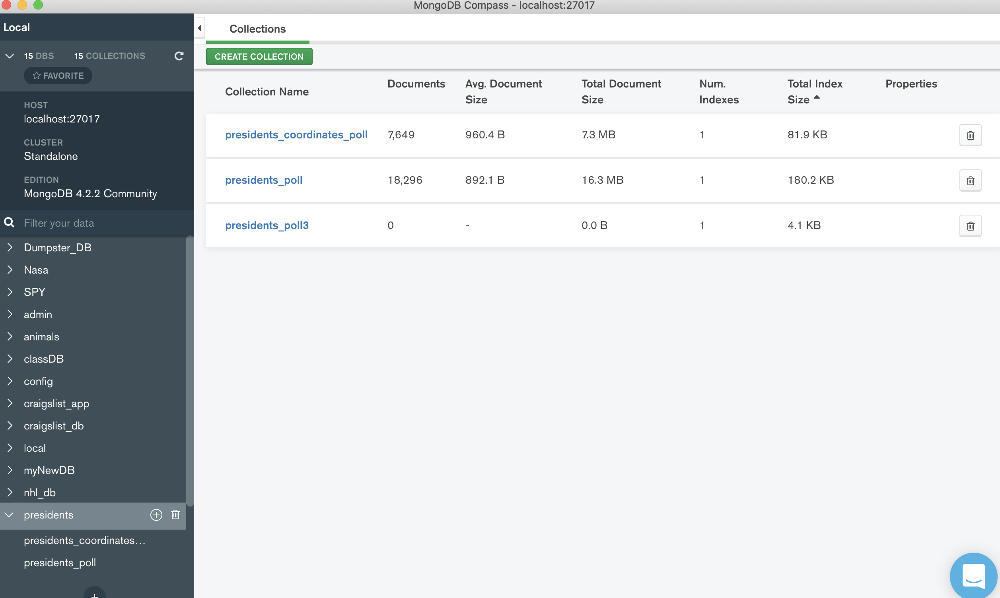 MongoDB Compass - localhost:27017
Local
15 DBS 15 COLLECTIONS
FAVORITE
HOST
localhost:27017
CLUSTER
Standalone
EDITION
MongoDB 4.2.2 Community
Filter your data
Dumpster_DB
Nasa
SPY
admin
animals
classDB
config
craigslist_app
craigslist_db
local
myNewDB
nhl_db
presidents
presidents_coordinates...
presidents_poll
Collections
CREATE COLLECTION
Collection Name Documents Avg. Document Size Total Document Size Num. Indexes Total Index Size Properties
presidents_coordinates_poll 7,649 960.4 B 7.3 MB 1 81.9 KB
presidents_poll 18,296 892.1 B 16.3 MB 1 180.2 KB
presidents_poll3 0 - 0.0 B 1 4.1 KB